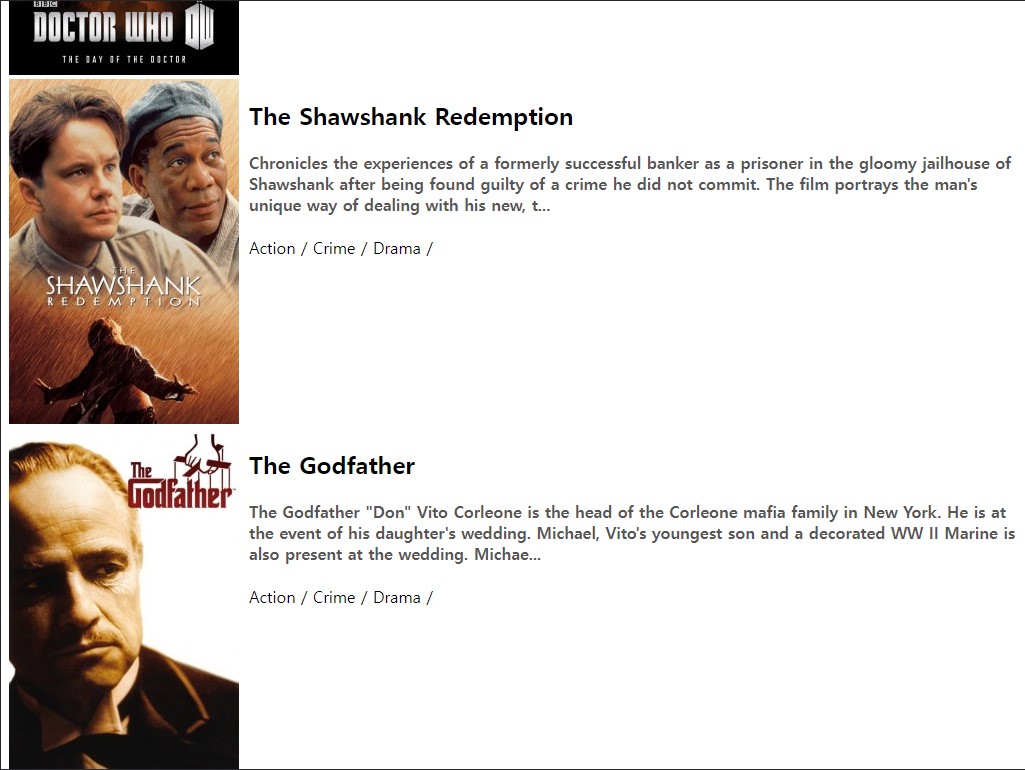 BBC
DOCTOR WHO DW
THE DAY OF THE DOCTOR
The Shawshank Redemption
Chronicles the experiences of a formerly successful banker as a prisoner in the gloomy jailhouse of
Shawshank after being found guilty of a crime he did not commit. The film portrays the man's
unique way of dealing with his new, t...
Action / Crime / Drama /
THE
SHAWSHANK
REDEMPTION
The Godfather
The
Godfather
The Godfather "Don" Vito Corleone is the head of the Corleone mafia family in New York. He is at
the event of his daughter's wedding. Michael, Vito's youngest son and a decorated WW II Marine is
also present at the wedding. Michae...
Action / Crime / Drama /